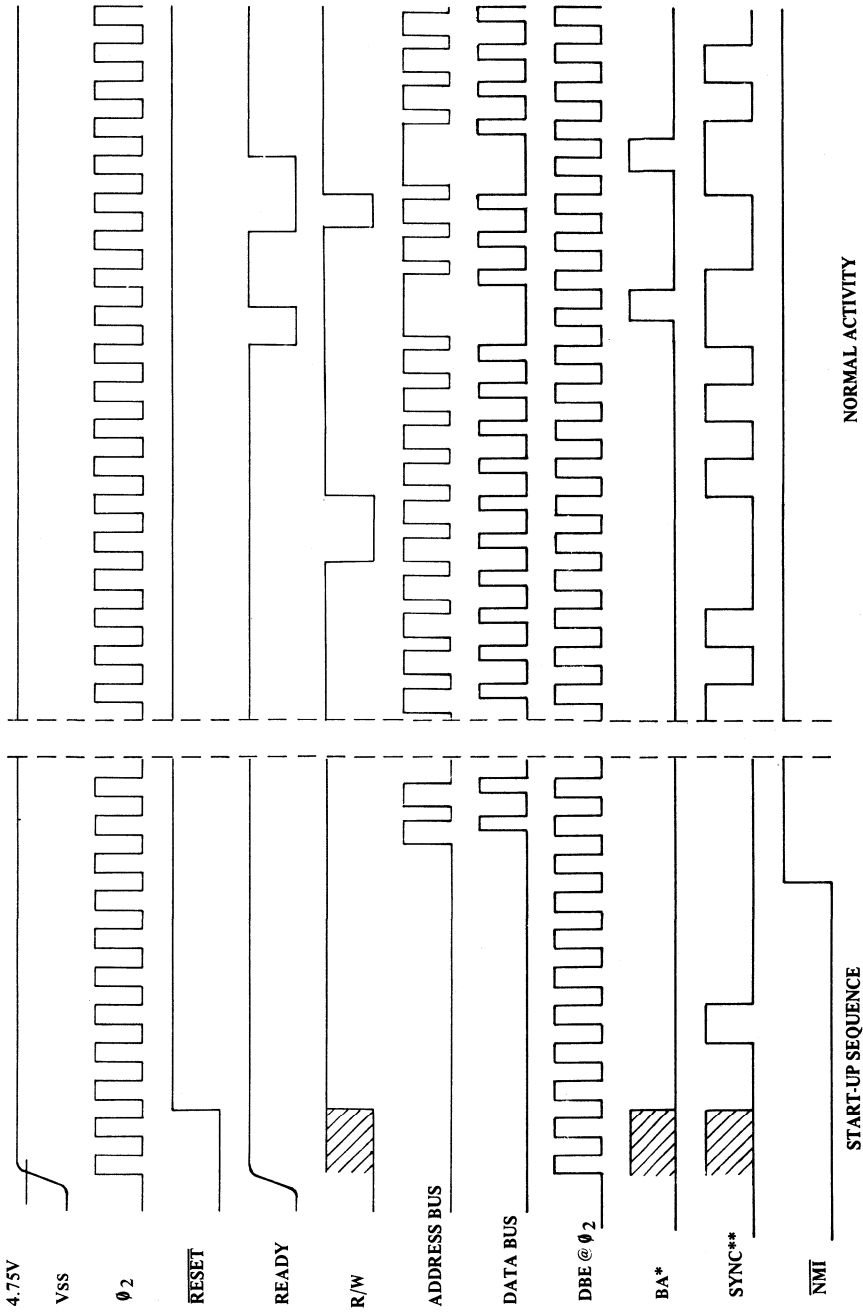 4.75V
Vss
φ2
RESET
READY
R/W
ADDRESS BUS
DATA BUS
DBE @ φ2
BA*
SYNC**
NMI
START-UP SEQUENCE
NORMAL ACTIVITY